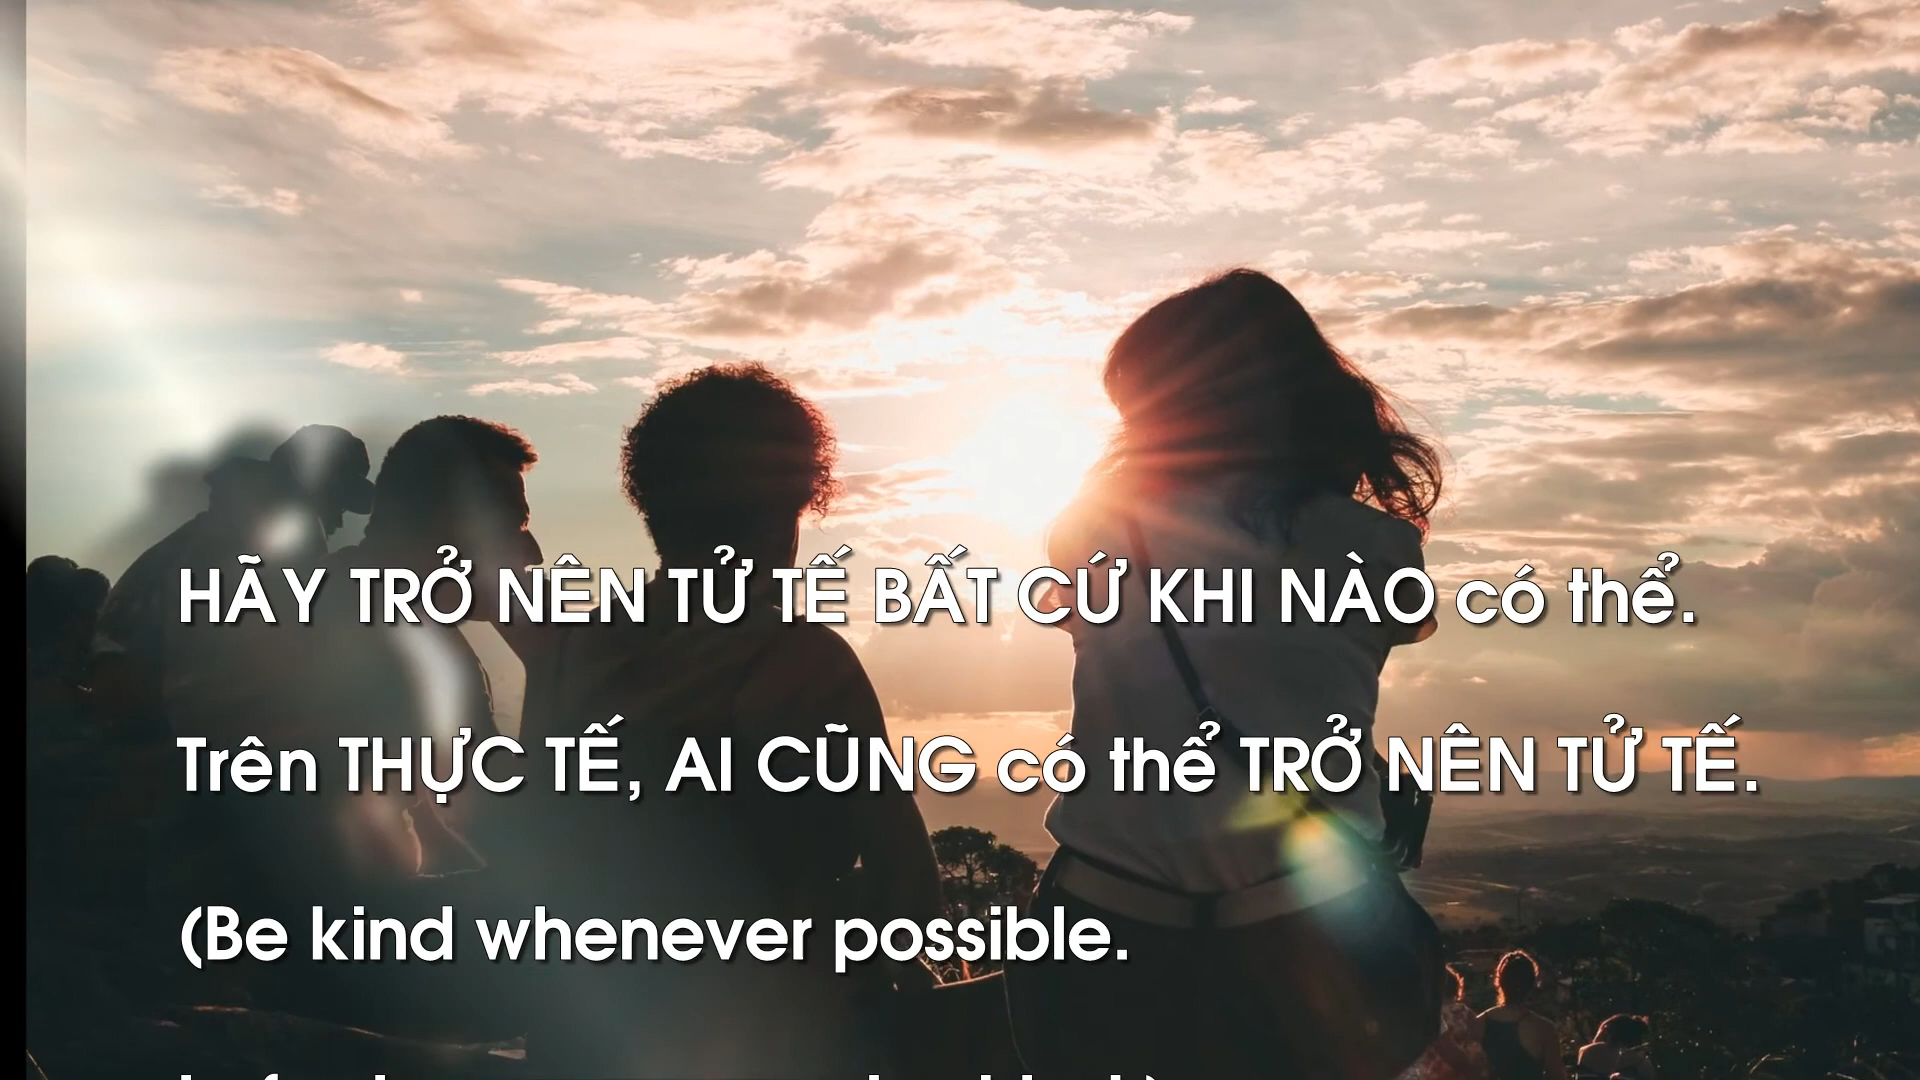 HÃY TRỞ NÊN TỬ TẾ BẤT CỨ KHI NÀO có thể.
Trên THỰC TẾ, AI CŨNG có thể TRỞ NÊN TỬ TẾ.
(Be kind whenever possible.